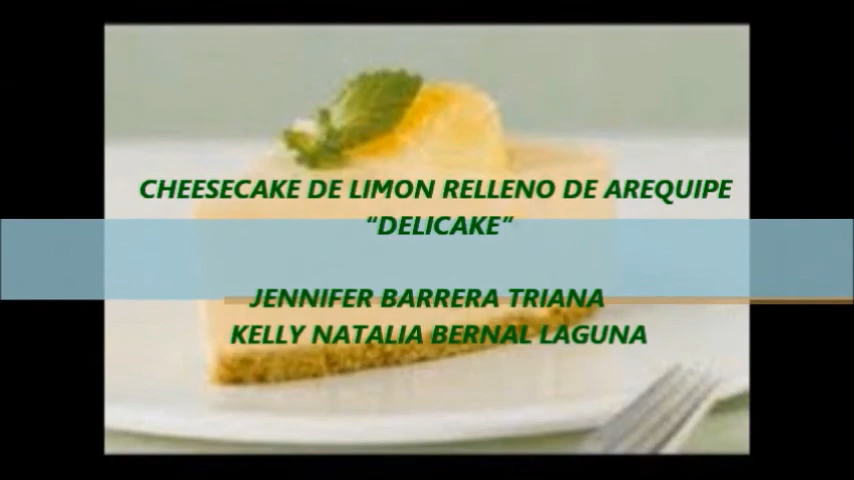 CHEESECAKE DE LIMON RELLENO DE AREQUIPE
“DELICAKE”
JENNIFER BARRERA TRIANA
KELLY NATALIA BERNAL LAGUNA